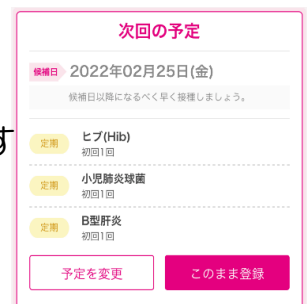 次回の予定
候補日 2022年02月25日(金)
候補日以降になるべく早く接種しましょう。
す
定期 ヒブ(Hib)
初回1回
定期 小児肺炎球菌
初回1回
定期 B型肝炎
初回1回
予定を変更 このまま登録